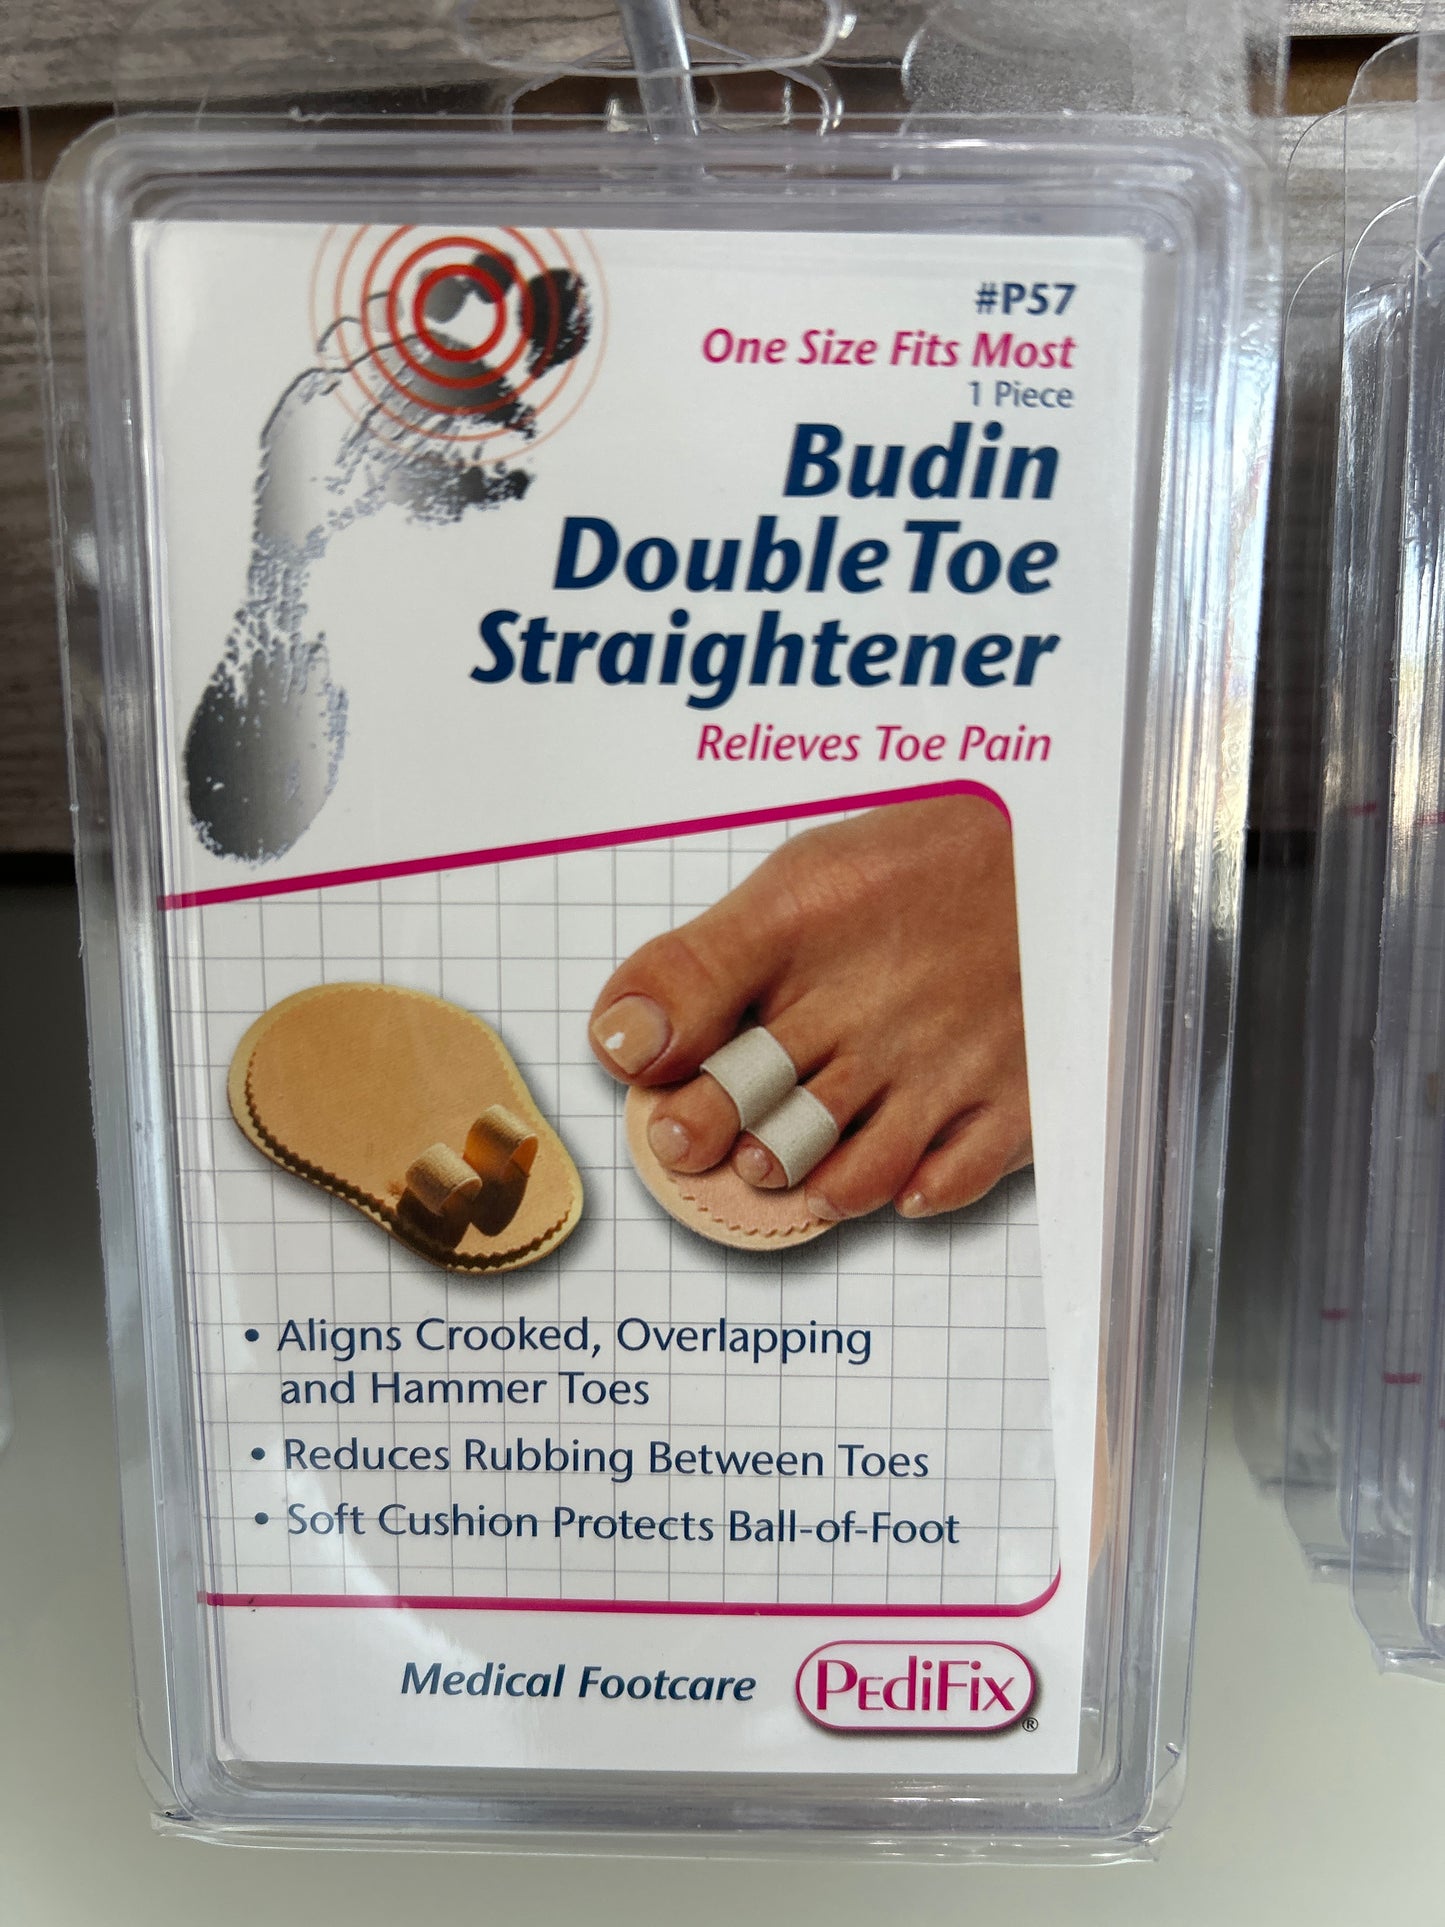 #P57
One Size Fits Most
1 Piece
Budin
Double Toe
Straightener
Relieves Toe Pain
• Aligns Crooked, Overlapping
and Hammer Toes
• Reduces Rubbing Between Toes
• Soft Cushion Protects Ball-of-Foot
Medical Footcare PEDiFix®